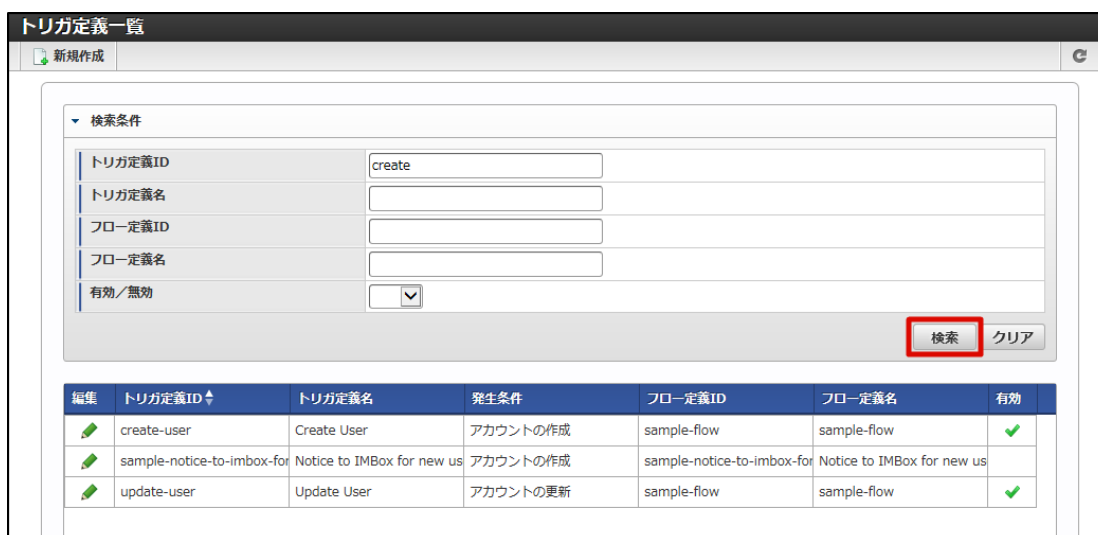 トリガ定義一覧
新規作成
検索条件
トリガ定義ID create
トリガ定義名
フロー定義ID
フロー定義名
有効／無効
検索 クリア
編集 トリガ定義ID トリガ定義名 発生条件 フロー定義ID フロー定義名 有効
create-user Create User アカウントの作成 sample-flow sample-flow
sample-notice-to-imbox-for Notice to IMBox for new us アカウントの作成 sample-notice-to-imbox-for Notice to IMBox for new us
update-user Update User アカウントの更新 sample-flow sample-flow